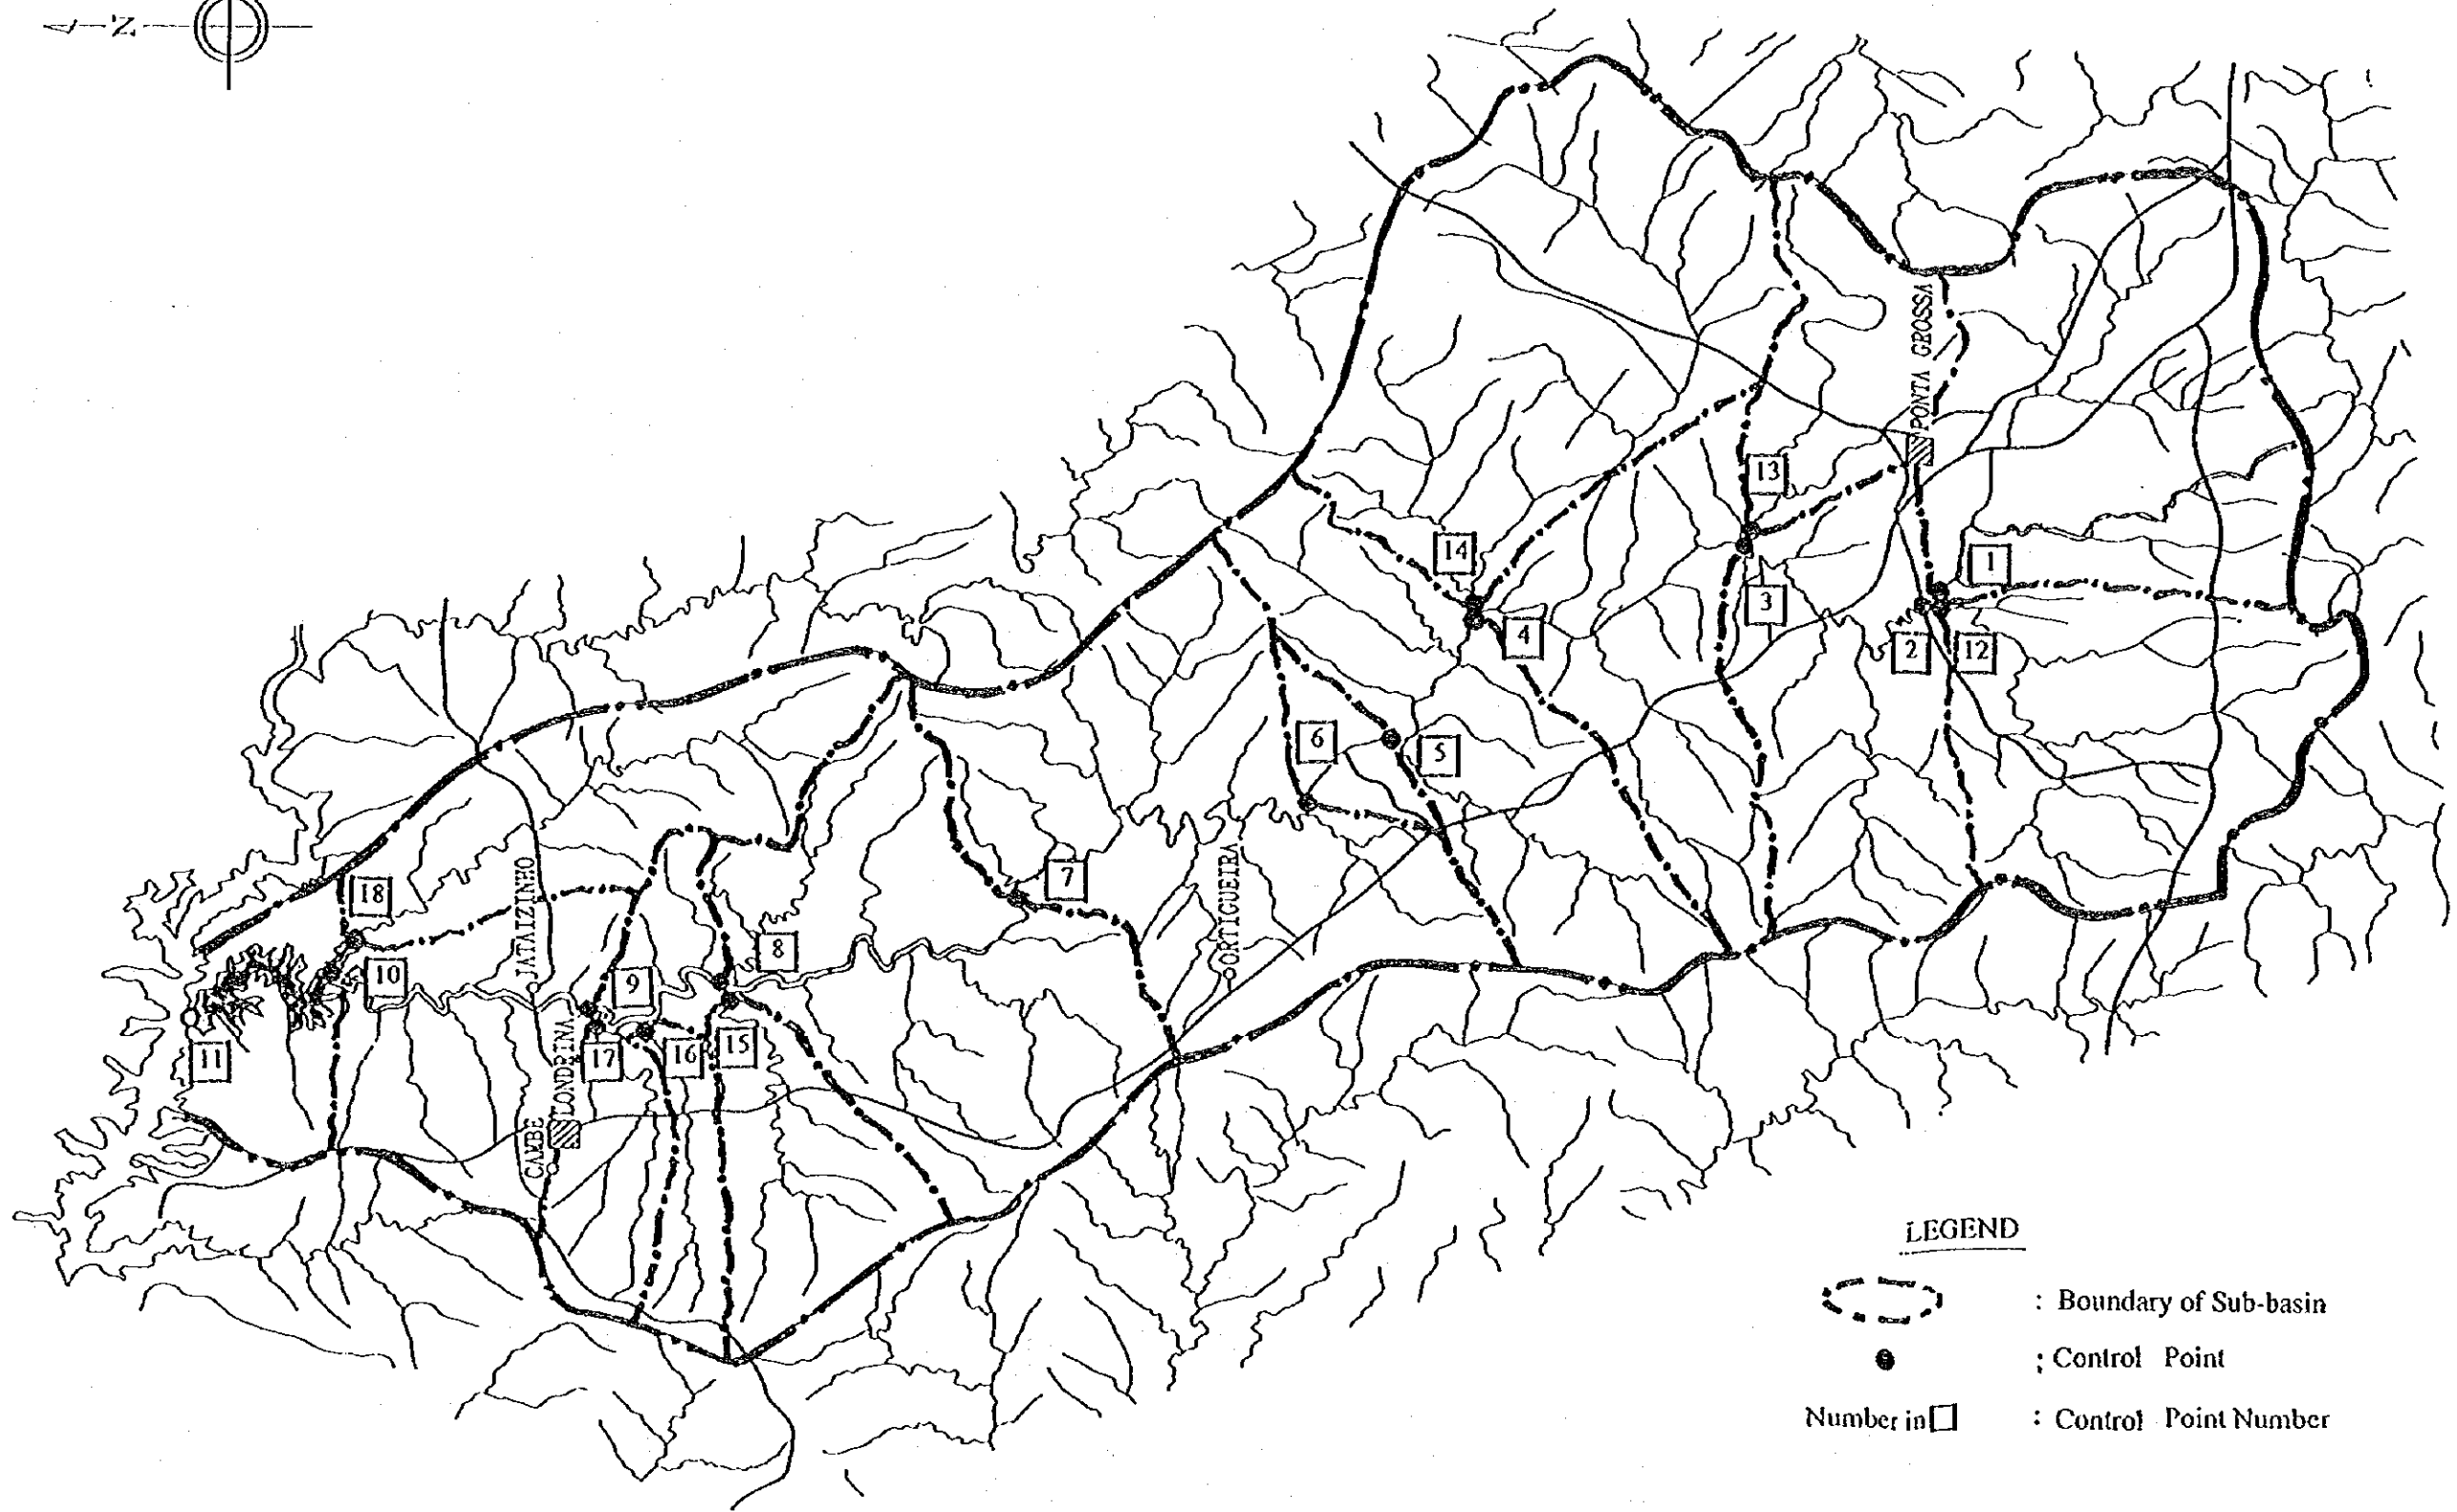 N
PONTA GROSSA
13
14
1
3
4
2
12
6
5
7
ORTIGUEIRA
18
JATAIZINHO
8
10
9
11
17
16
15
LONDRINA
CAMBE
LEGEND
: Boundary of Sub-basin
; Control Point
Number in □ : Control Point Number